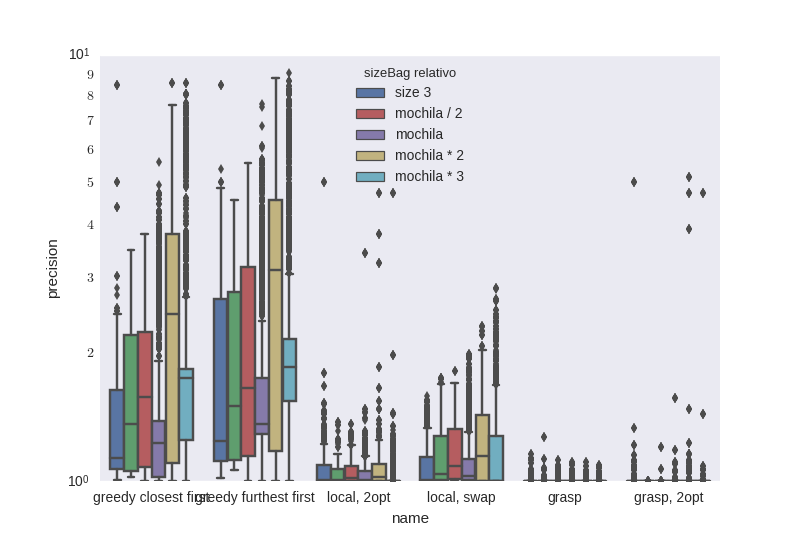 10¹
9
8
7
6
5
4
3
2
10⁰
precision
sizeBag relativo
size 3
mochila / 2
mochila
mochila * 2
mochila * 3
greedy closest first
greedy furthest first
local, 2opt
local, swap
grasp
grasp, 2opt
name